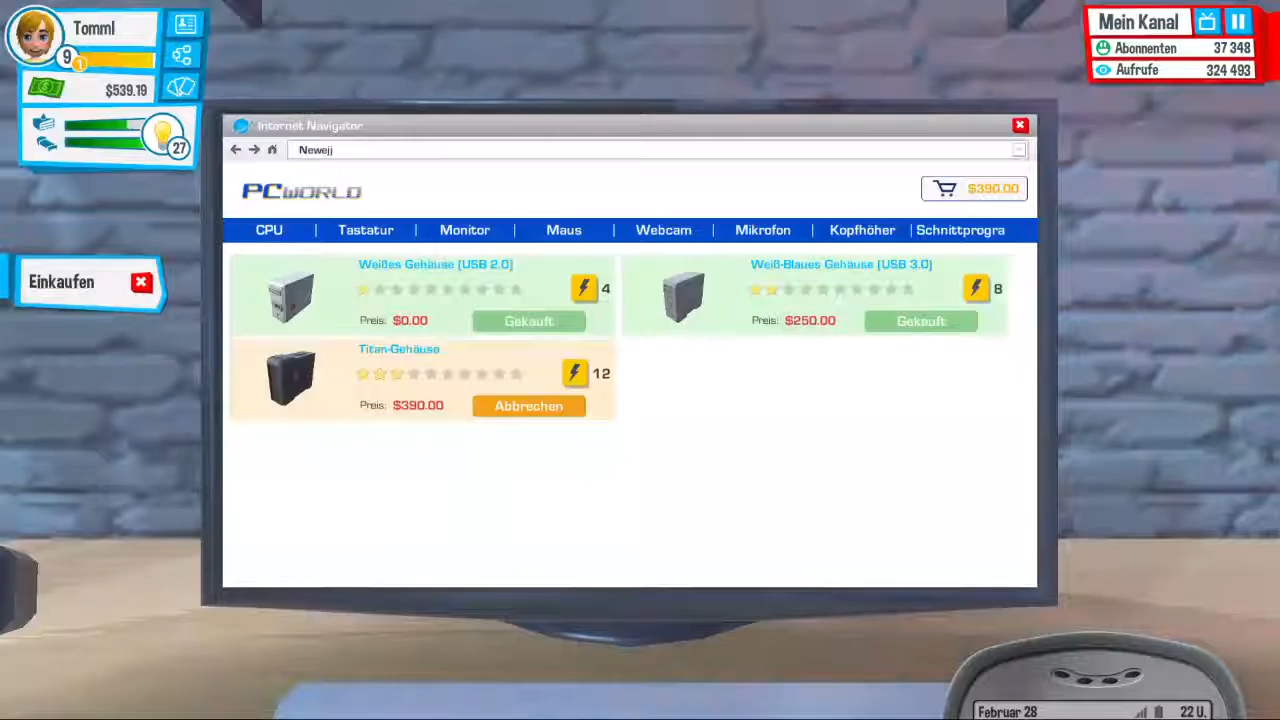 Tomml
9
1
$539.19
27
Mein Kanal
Abonnenten 37 348
Aufrufe 324 493
Internet Navigator
Newejj
PCWORLD
$390.00
CPU | Tastatur | Monitor | Maus | Webcam | Mikrofon | Kopfhöher | Schnittprogra
Einkaufen
Weißes Gehäuse (USB 2.0)
4
Preis: $0.00 Gekauft
Weiß-Blaues Gehäuse (USB 3.0)
8
Preis: $250.00 Gekauft
Titan-Gehäuse
12
Preis: $390.00 Abbrechen
Februar 28 22 U.